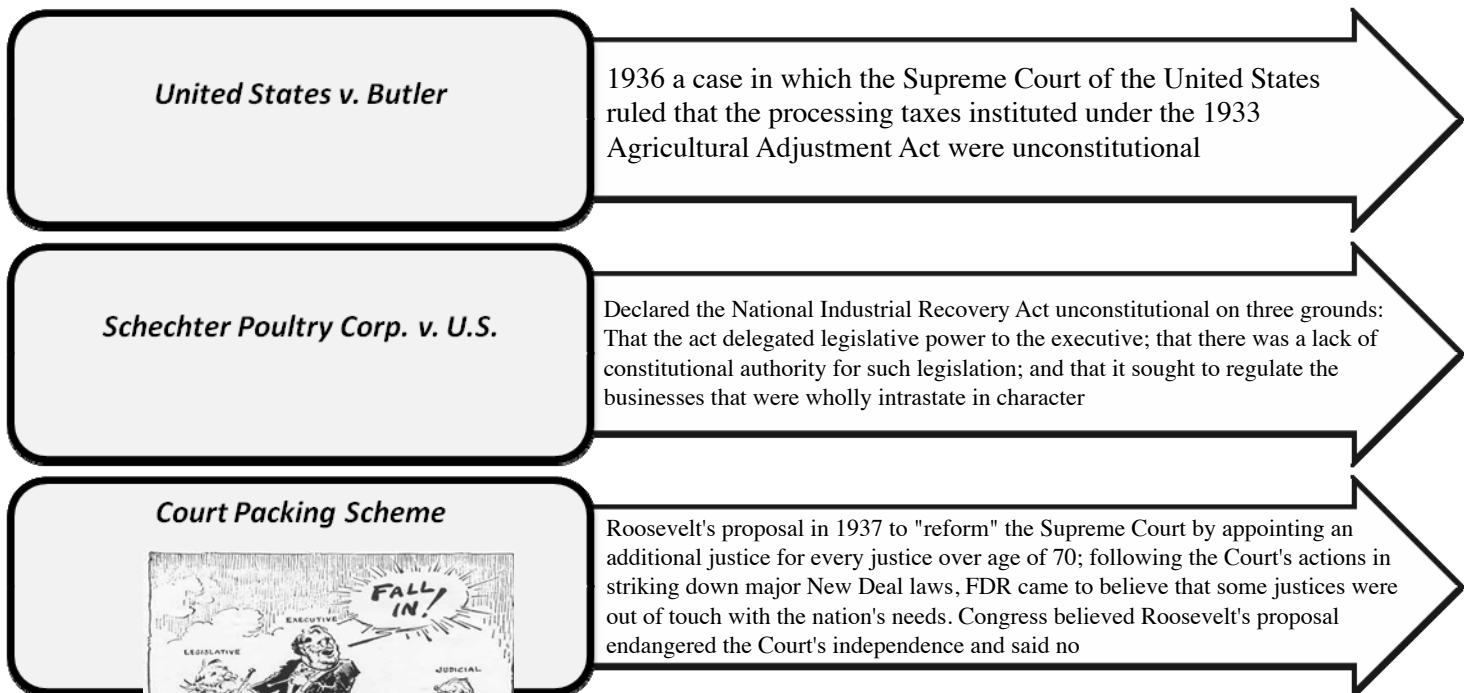 United States v. Butler
1936 a case in which the Supreme Court of the United States
ruled that the processing taxes instituted under the 1933
Agricultural Adjustment Act were unconstitutional
Schechter Poultry Corp. v. U.S.
Declared the National Industrial Recovery Act unconstitutional on three grounds:
That the act delegated legislative power to the executive; that there was a lack of
constitutional authority for such legislation; and that it sought to regulate the
businesses that were wholly intrastate in character
Court Packing Scheme
FALL
IN!
EXECUTIVE
LEGISLATIVE
JUDICIAL
Roosevelt's proposal in 1937 to "reform" the Supreme Court by appointing an
additional justice for every justice over age of 70; following the Court's actions in
striking down major New Deal laws, FDR came to believe that some justices were
out of touch with the nation's needs. Congress believed Roosevelt's proposal
endangered the Court's independence and said no